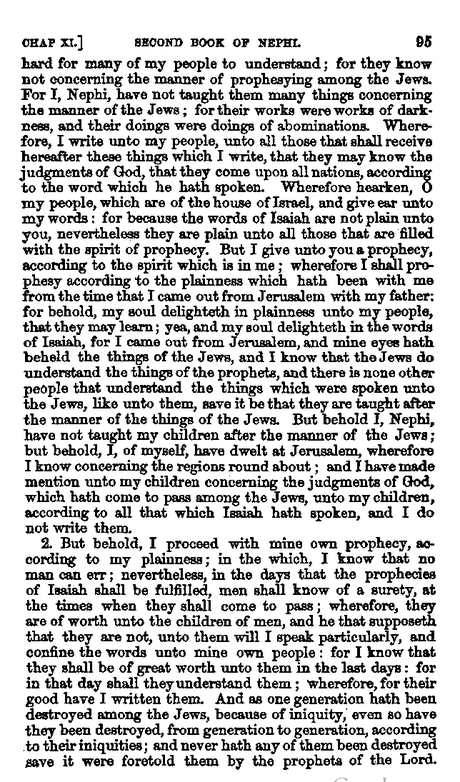 CHAP XI.] SECOND BOOK OF NEPHI. 95
hard for many of my people to understand; for they know
not concerning the manner of prophesying among the Jews.
For I, Nephi, have not taught them many things concerning
the manner of the Jews; for their works were works of dark-
ness, and their doings were doings of abominations. Where-
fore, I write unto my people, unto all those that shall receive
hereafter these things which I write, that they may know the
judgments of God, that they come upon all nations, according
to the word which he hath spoken. Wherefore hearken, O
my people, which are of the house of Israel, and give ear unto
my words: for because the words of Isaiah are not plain unto
you, nevertheless they are plain unto all those that are filled
with the spirit of prophecy. But I give unto you a prophecy,
according to the spirit which is in me; wherefore I shall pro-
phesy according to the plainness which hath been with me
from the time that I came out from Jerusalem with my father:
for behold, my soul delighteth in plainness unto my people,
that they may learn; yea, and my soul delighteth in the words
of Isaiah, for I came out from Jerusalem, and mine eyes hath
beheld the things of the Jews, and I know that the Jews do
understand the things of the prophets, and there is none other
people that understand the things which were spoken unto
the Jews, like unto them, save it be that they are taught after
the manner of the things of the Jews. But behold I, Nephi,
have not taught my children after the manner of the Jews;
but behold, I, of myself, have dwelt at Jerusalem, wherefore
I know concerning the regions round about; and I have made
mention unto my children concerning the judgments of God,
which hath come to pass among the Jews, unto my children,
according to all that which Isaiah hath spoken, and I do
not write them.
2. But behold, I proceed with mine own prophecy, ac-
cording to my plainness; in the which, I know that no
man can err; nevertheless, in the days that the prophecies
of Isaiah shall be fulfilled, men shall know of a surety, at
the times when they shall come to pass; wherefore, they
are of worth unto the children of men, and he that supposeth
that they are not, unto them will I speak particularly, and
confine the words unto mine own people: for I know that
they shall be of great worth unto them in the last days: for
in that day shall they understand them; wherefore, for their
good have I written them. And as one generation hath been
destroyed among the Jews, because of iniquity, even so have
they been destroyed, from generation to generation, according
to their iniquities; and never hath any of them been destroyed
save it were foretold them by the prophets of the Lord.